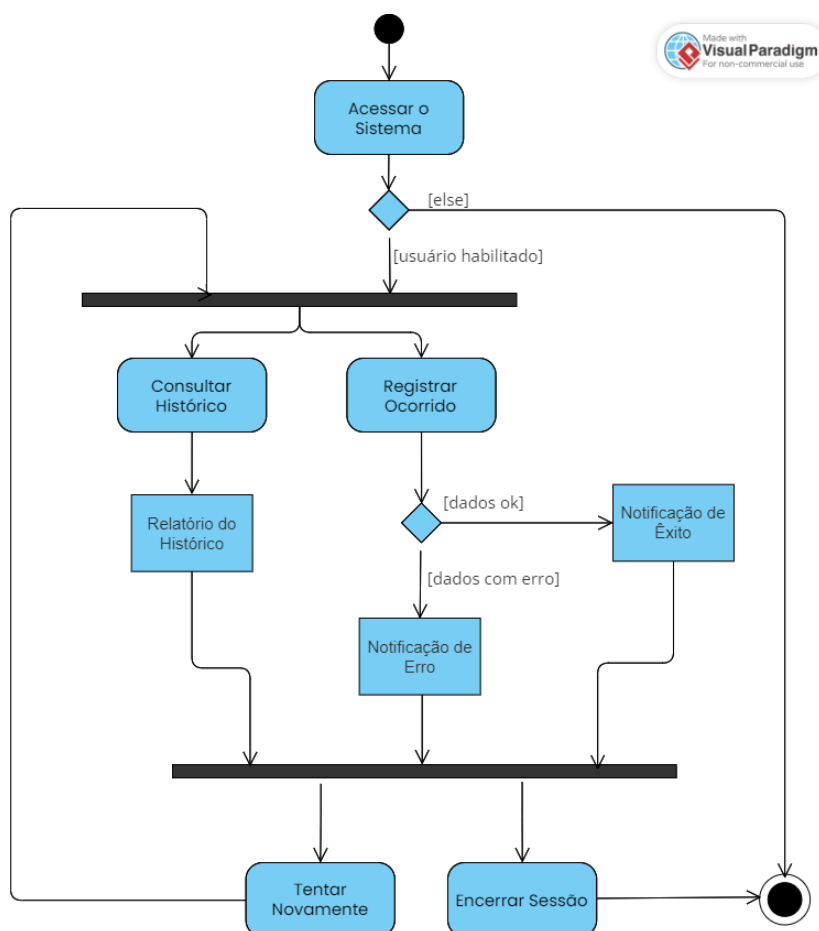 Made with
Visual Paradigm
For non-commercial use
Acessar o
Sistema
[else]
[usuário habilitado]
Consultar
Histórico
Registrar
Ocorrido
[dados ok]
Notificação de
Êxito
Relatório do
Histórico
[dados com erro]
Notificação de
Erro
Tentar
Novamente
Encerrar Sessão